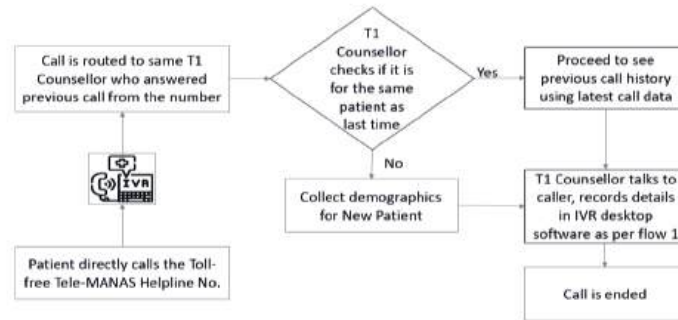 Call is routed to same T1
Counsellor who answered
previous call from the number
T1
Counsellor
checks if it is
for the same
patient as
last time
Yes
Proceed to see
previous call history
using latest call data
IVR
No
Collect demographics
for New Patient
T1 Counsellor talks to
caller, records details
in IVR desktop
software as per flow 1
Patient directly calls the Toll-
free Tele-MANAS Helpline No.
Call is ended